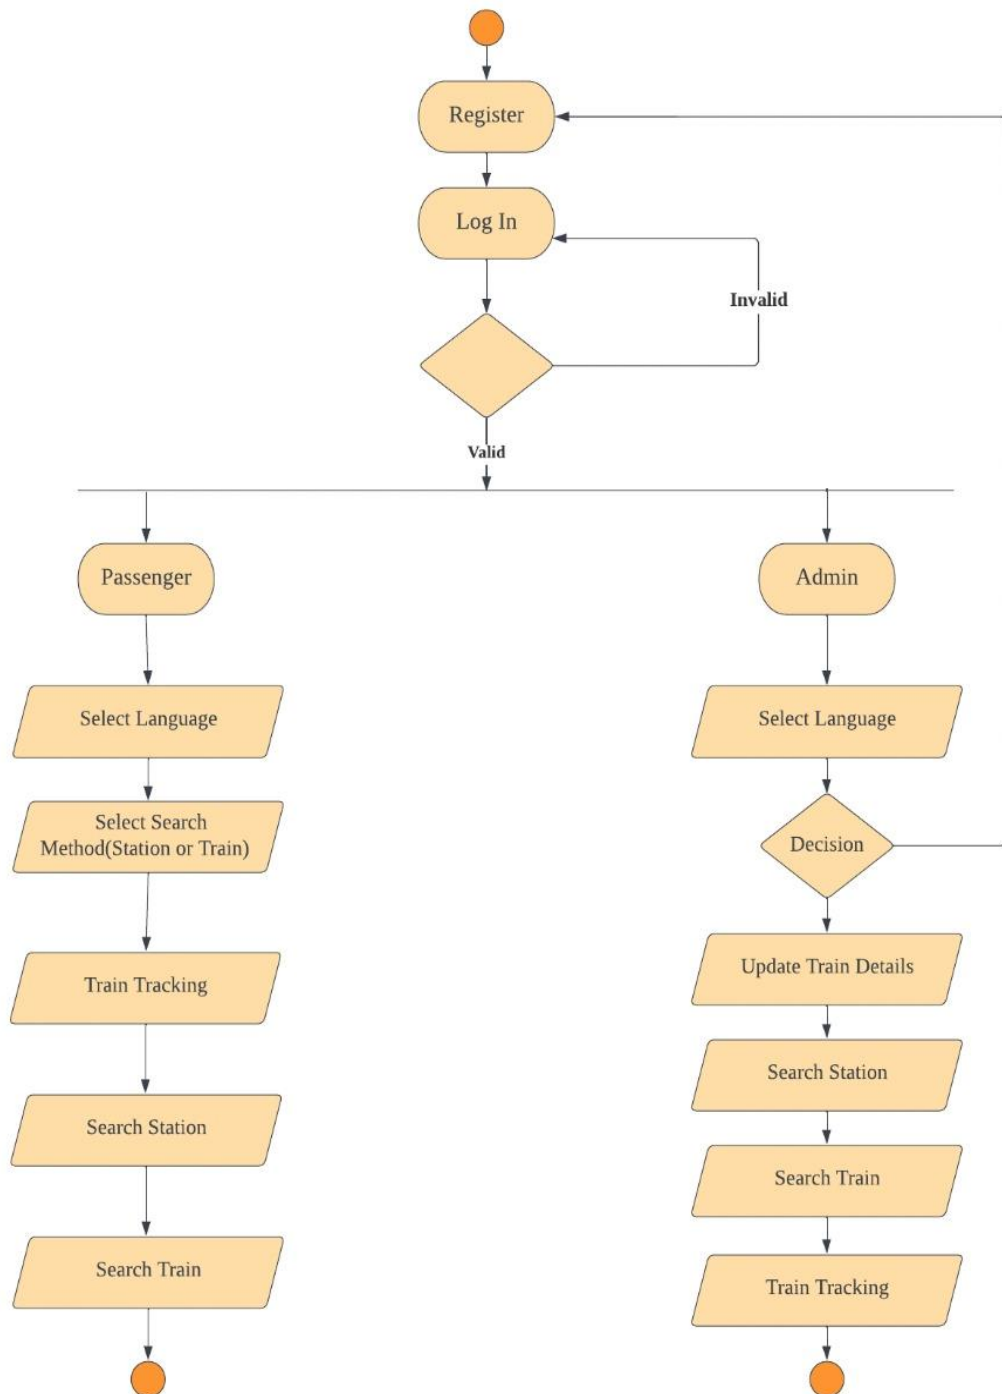 Register
Log In
Invalid
Valid
Passenger
Admin
Select Language
Select Language
Select Search
Method(Station or Train)
Decision
Train Tracking
Update Train Details
Search Station
Search Station
Search Train
Search Train
Train Tracking